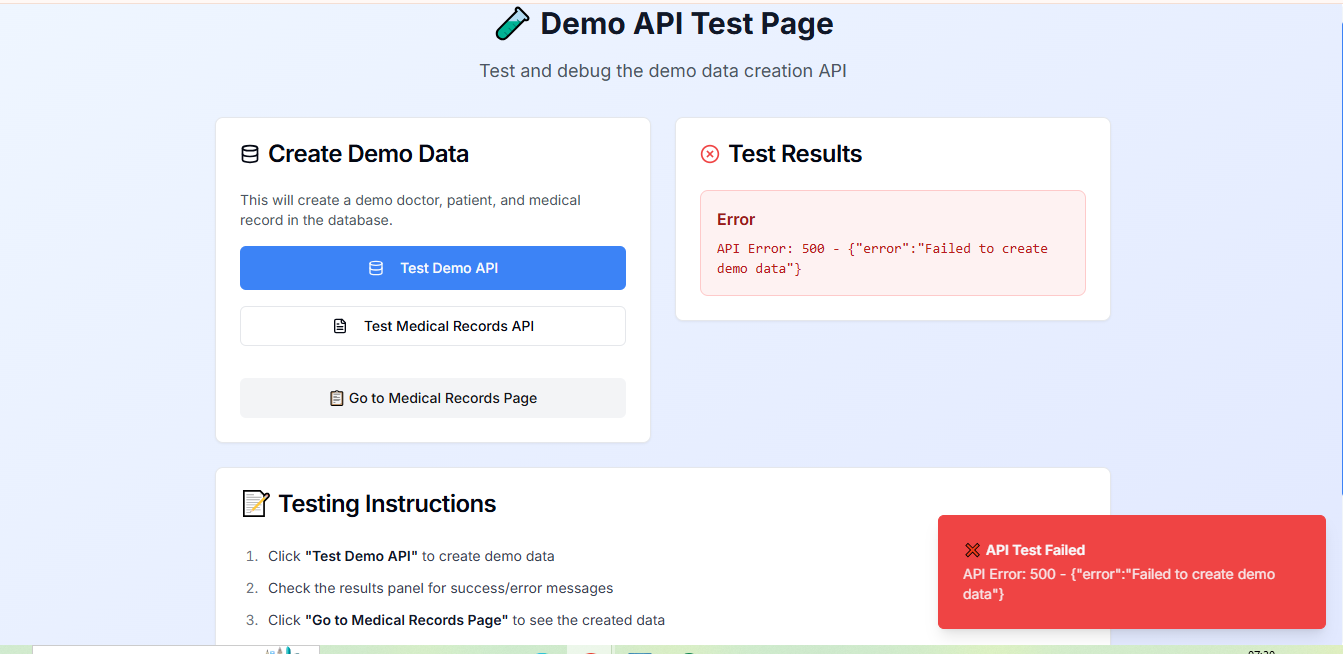 Demo API Test Page
Test and debug the demo data creation API
Create Demo Data
This will create a demo doctor, patient, and medical
record in the database.
Test Demo API
Test Medical Records API
Go to Medical Records Page
Test Results
Error
API Error: 500 - {"error":"Failed to create
demo data"}
Testing Instructions
1. Click "Test Demo API" to create demo data
2. Check the results panel for success/error messages
3. Click "Go to Medical Records Page" to see the created data
API Test Failed
API Error: 500 - {"error":"Failed to create demo
data"}